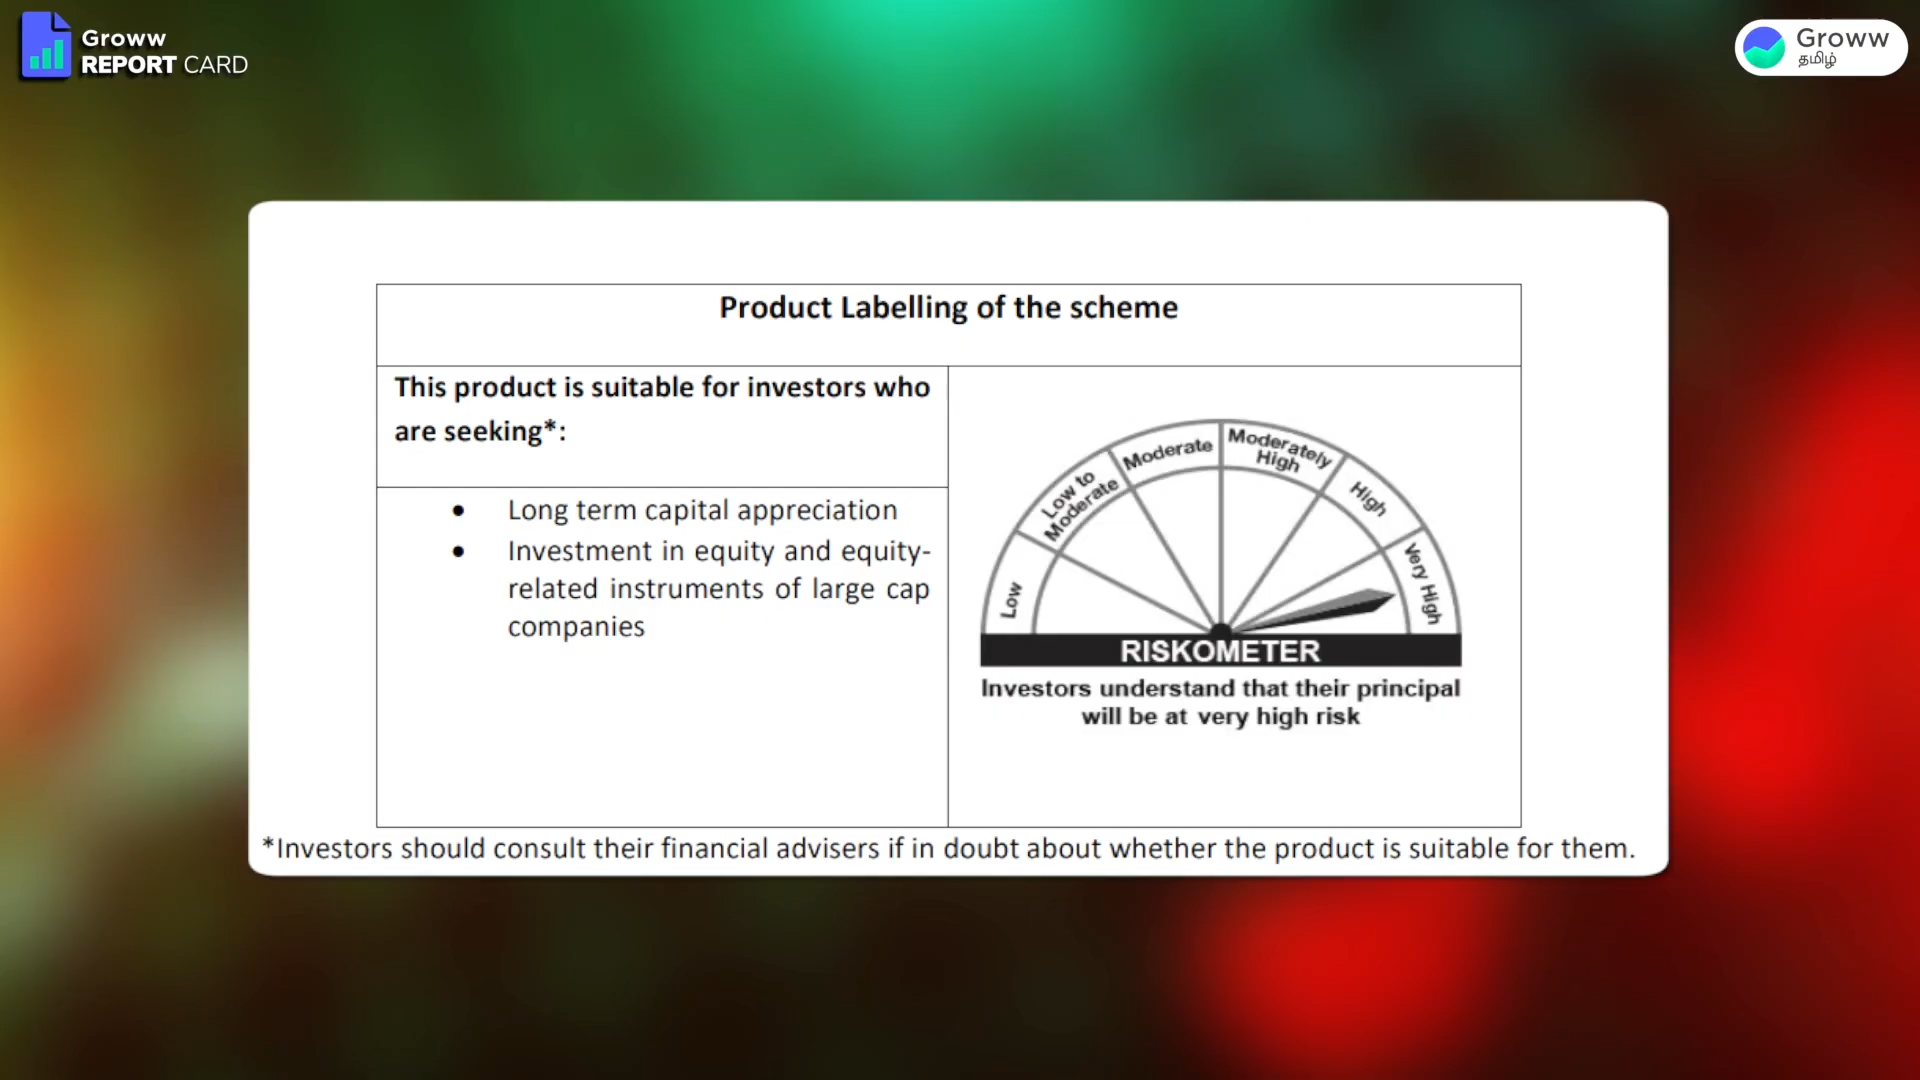 Groww
REPORT CARD
Groww
தமிழ்
Product Labelling of the scheme
This product is suitable for investors who
are seeking*:
• Long term capital appreciation
• Investment in equity and equity-
related instruments of large cap
companies
Low
Low to
Moderate
Moderate
Moderately
High
High
Very High
RISKOMETER
Investors understand that their principal
will be at very high risk
*Investors should consult their financial advisers if in doubt about whether the product is suitable for them.